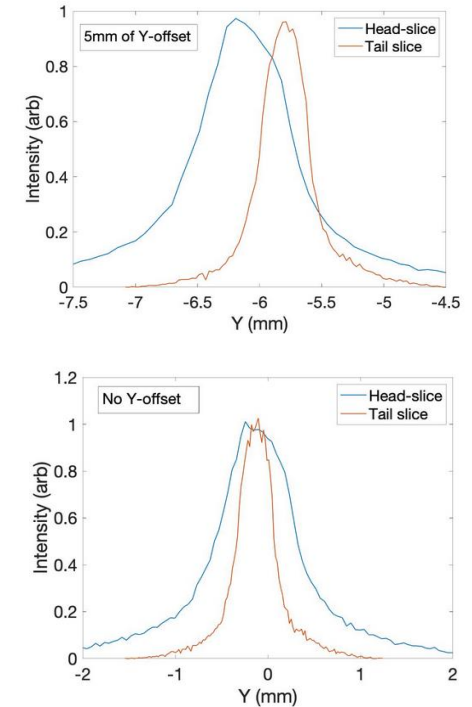 1
5mm of Y-offset
Head-slice
Tail slice
0.8
0.6
0.4
0.2
0
Intensity (arb)
-7.5 -7 -6.5 -6 -5.5 -5 -4.5
Y (mm)
1.2
No Y-offset
Head-slice
Tail slice
1
0.8
0.6
0.4
0.2
0
Intensity (arb)
-2 -1 0 1 2
Y (mm)